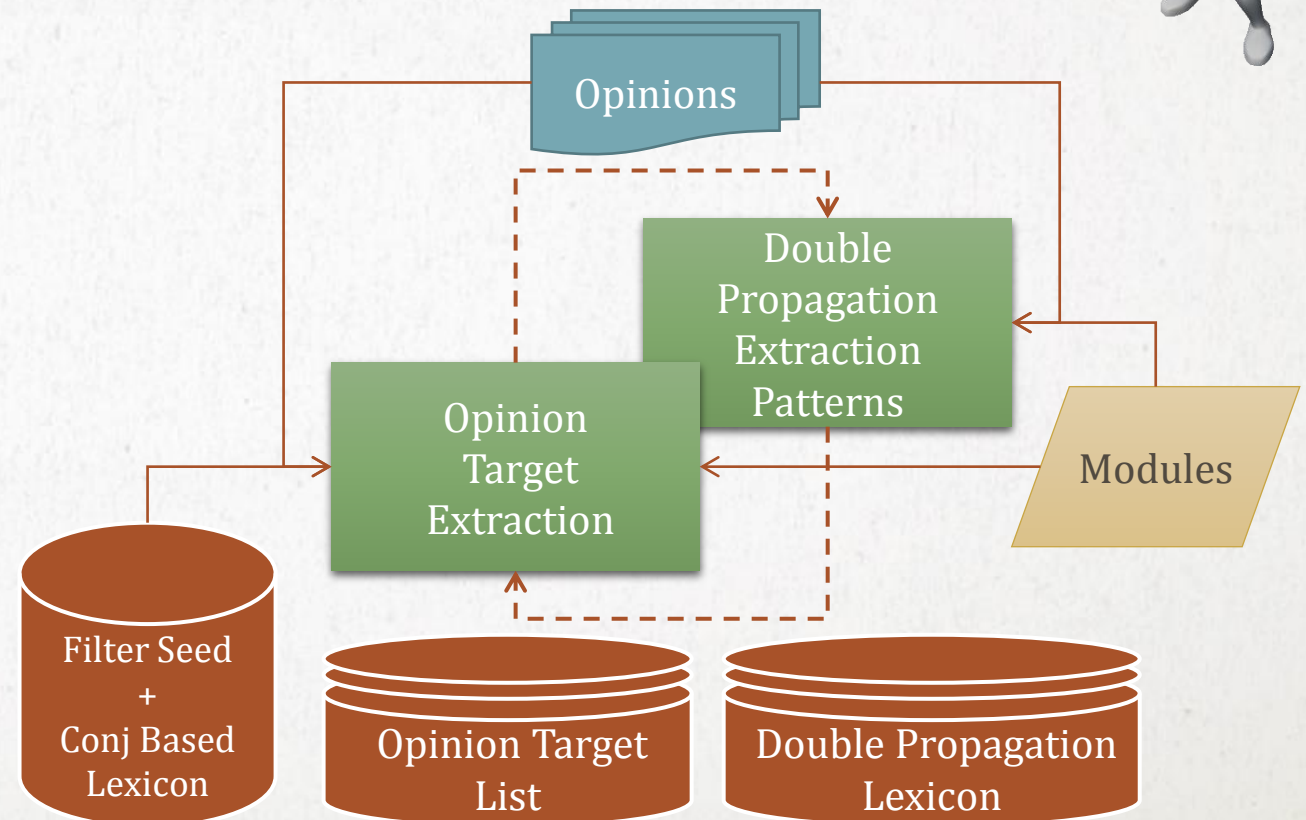 Opinions
Double
Propagation
Extraction
Patterns
Opinion
Target
Extraction
Modules
Filter Seed
+
Conj Based
Lexicon
Opinion Target
List
Double Propagation
Lexicon